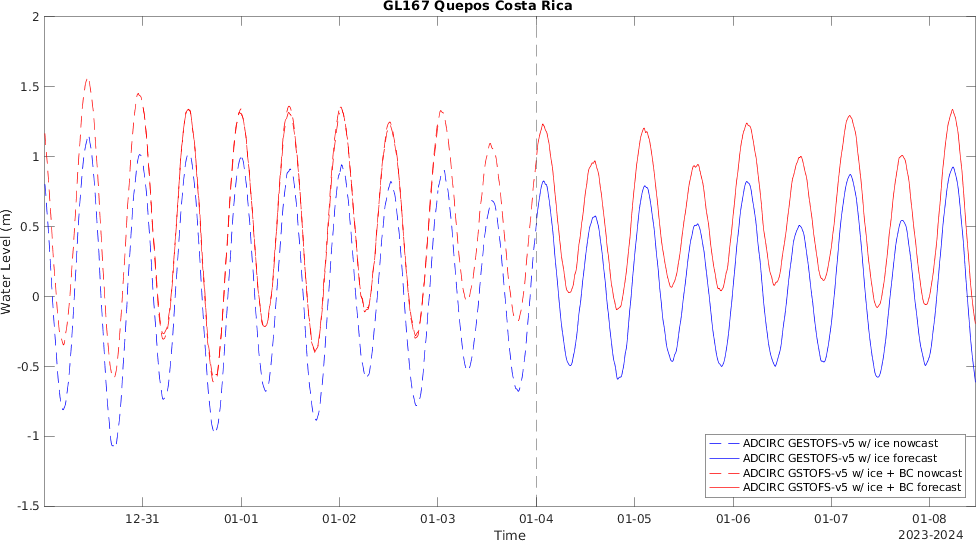 GL167 Quepos Costa Rica
2
1.5
1
0.5
0
-0.5
-1
-1.5
Water Level (m)
ADCIRC GESTOFS-v5 w/ ice nowcast
ADCIRC GESTOFS-v5 w/ ice forecast
ADCIRC GSTOFS-v5 w/ ice + BC nowcast
ADCIRC GSTOFS-v5 w/ ice + BC forecast
12-31 01-01 01-02 01-03 01-04 01-05 01-06 01-07 01-08
Time
2023-2024